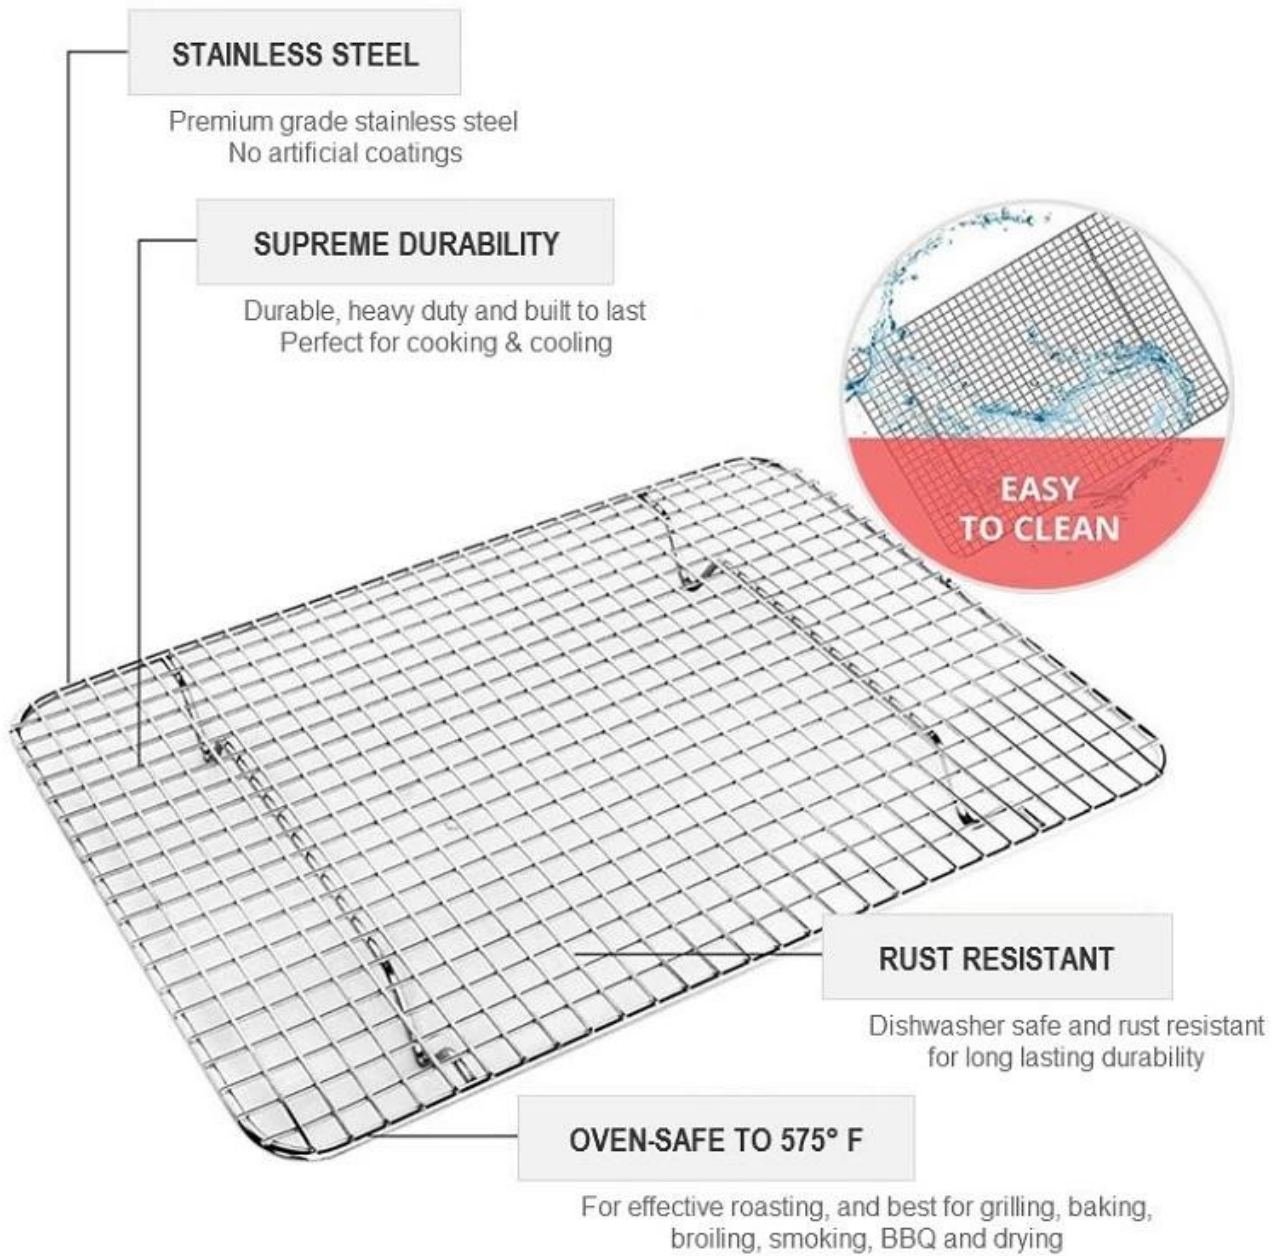 STAINLESS STEEL
Premium grade stainless steel
No artificial coatings
SUPREME DURABILITY
Durable, heavy duty and built to last
Perfect for cooking & cooling
EASY
TO CLEAN
RUST RESISTANT
Dishwasher safe and rust resistant
for long lasting durability
OVEN-SAFE TO 575° F
For effective roasting, and best for grilling, baking,
broiling, smoking, BBQ and drying